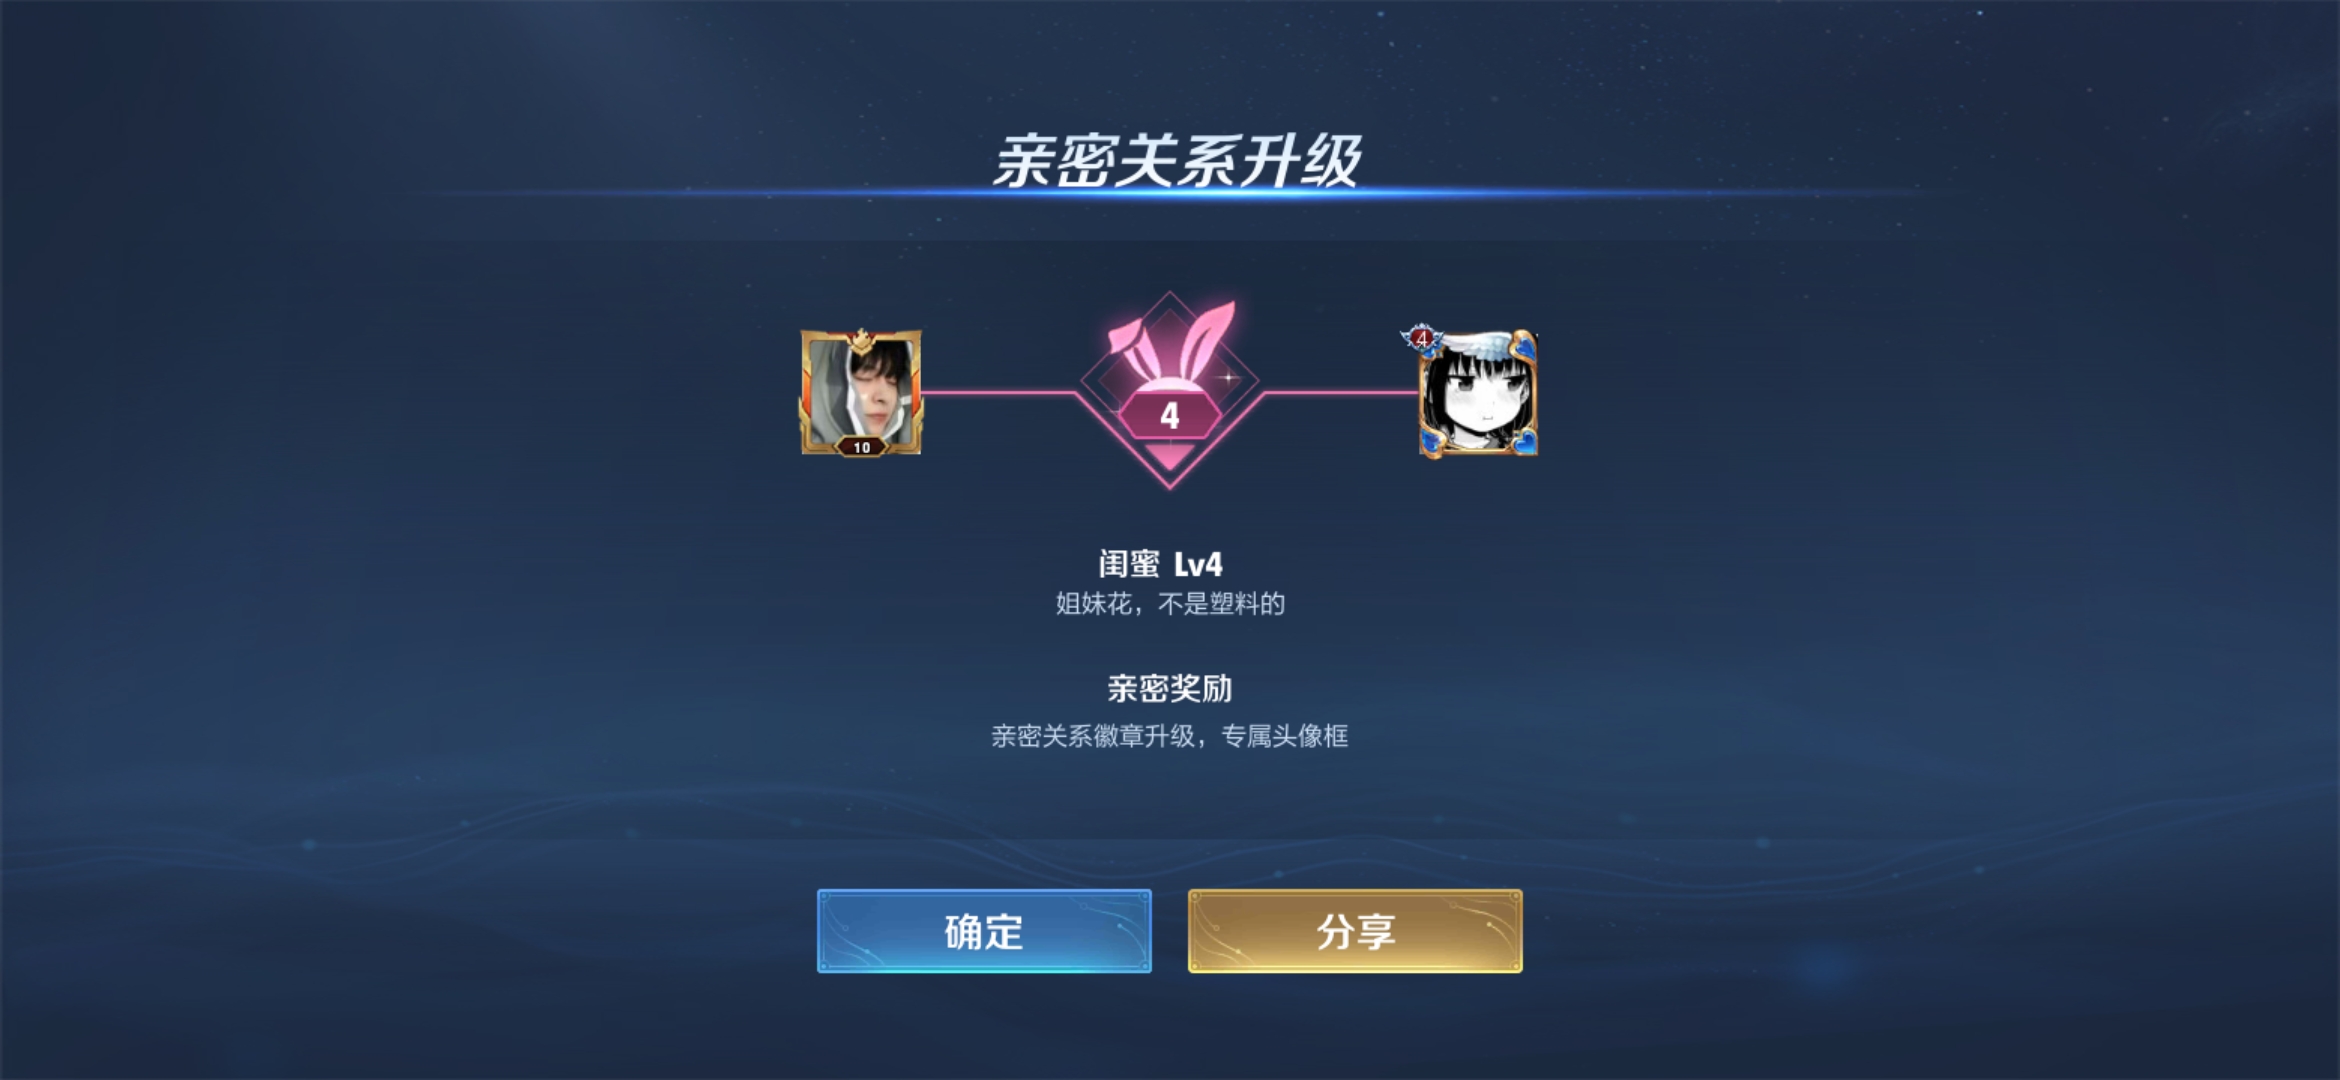 亲密关系升级
4
4
10
闺蜜 Lv4
姐妹花，不是塑料的
亲密奖励
亲密关系徽章升级，专属头像框
确定
分享